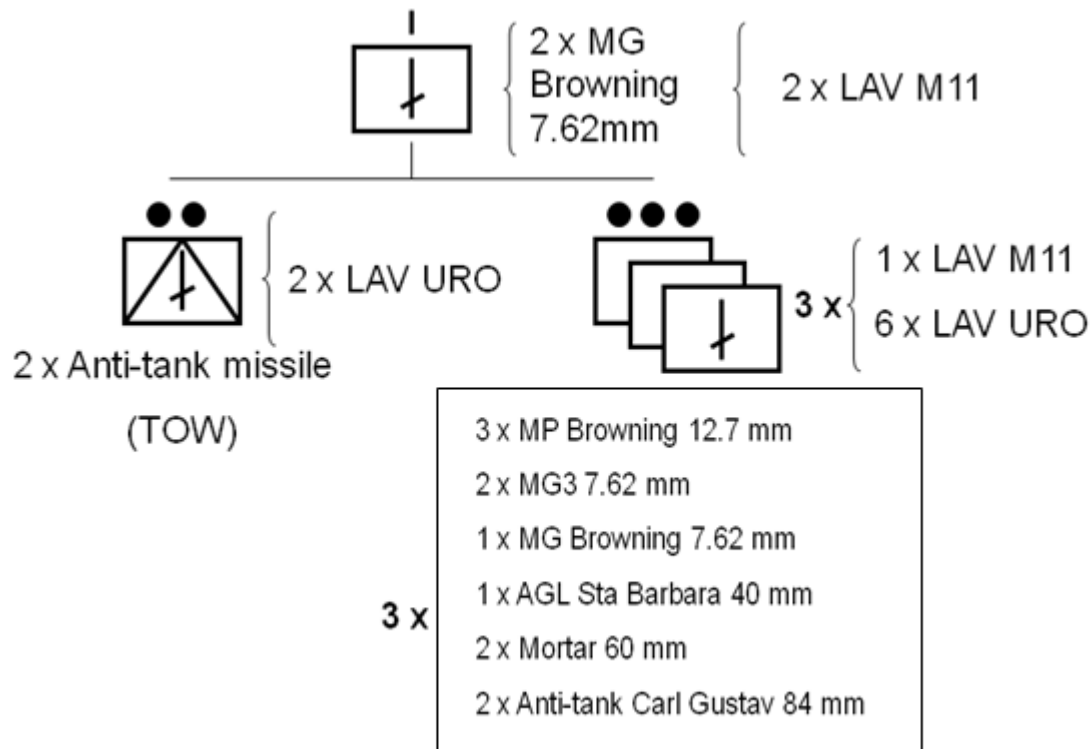 2 x MG
Browning
7.62mm
2 x LAV M11
2 x LAV URO
2 x Anti-tank missile
(TOW)
3 x
1 x LAV M11
6 x LAV URO
3 x
3 x MP Browning 12.7 mm
2 x MG3 7.62 mm
1 x MG Browning 7.62 mm
1 x AGL Sta Barbara 40 mm
2 x Mortar 60 mm
2 x Anti-tank Carl Gustav 84 mm